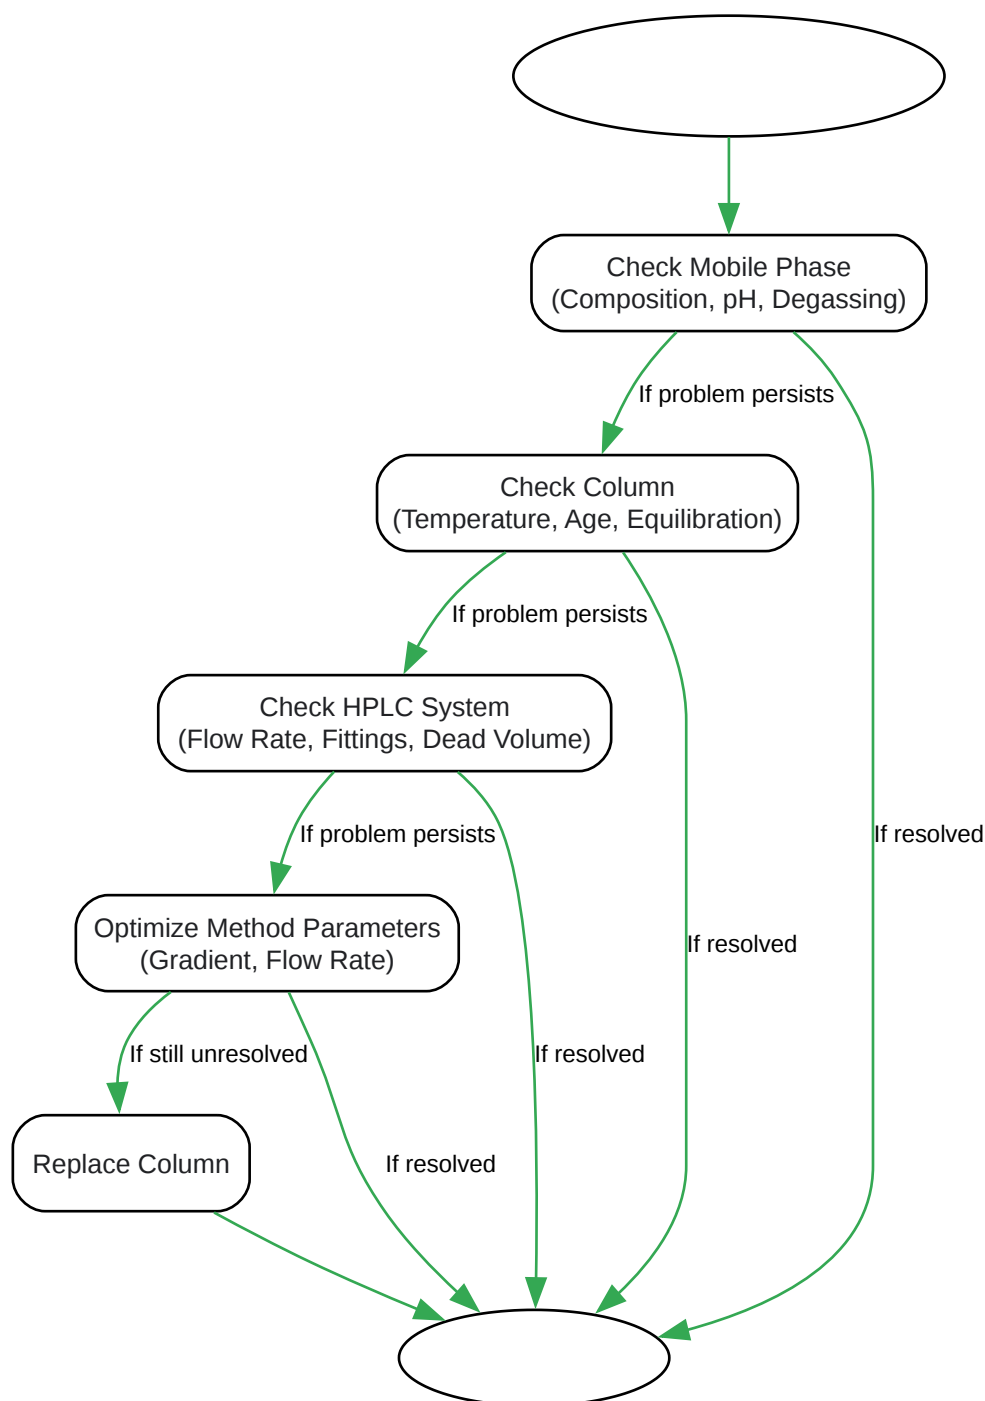 Check Mobile Phase
(Composition, pH, Degassing)
If problem persists
Check Column
(Temperature, Age, Equilibration)
If problem persists
Check HPLC System
(Flow Rate, Fittings, Dead Volume)
If problem persists
If resolved
Optimize Method Parameters
(Gradient, Flow Rate)
If resolved
If still unresolved
If resolved
Replace Column
If resolved